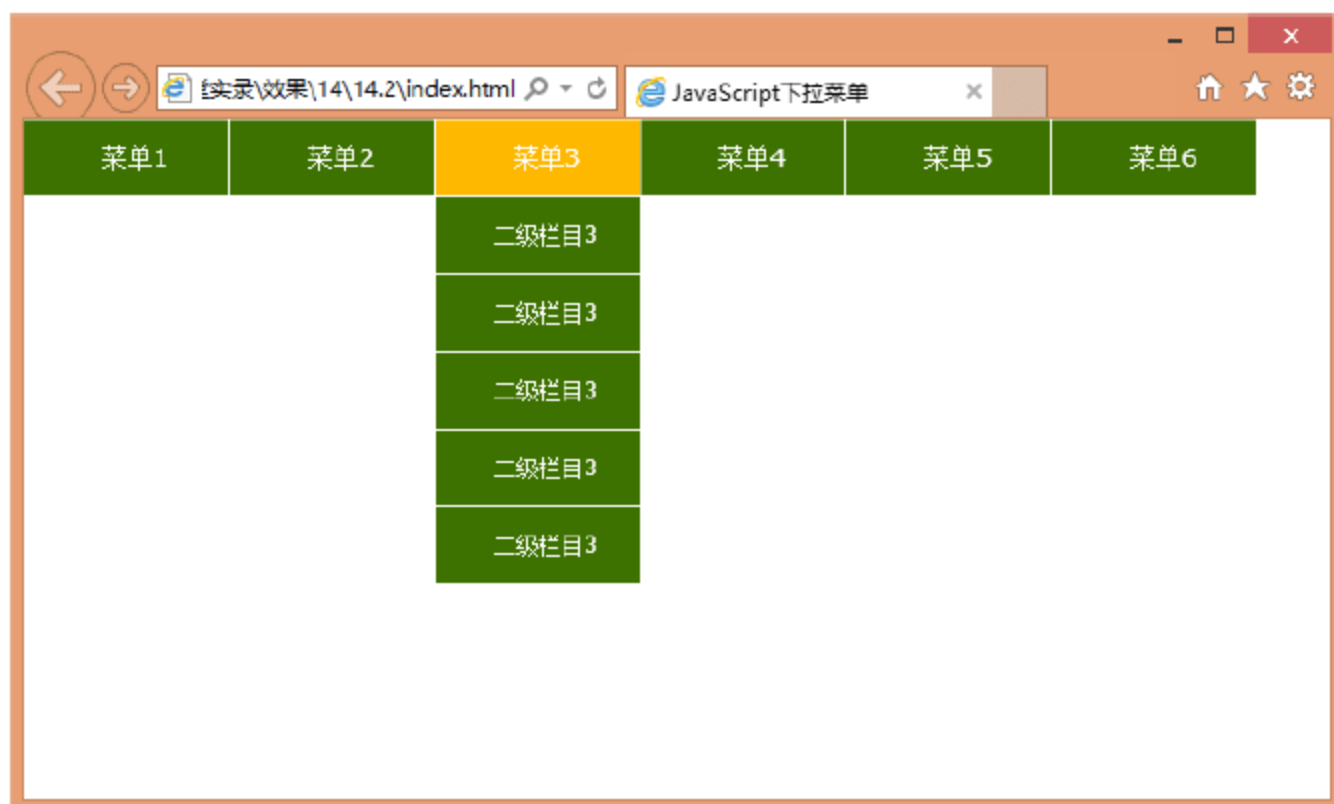 实录\效果\14\14.2\index.html
JavaScript下拉菜单
菜单1
菜单2
菜单3
菜单4
菜单5
菜单6
二级栏目3
二级栏目3
二级栏目3
二级栏目3
二级栏目3